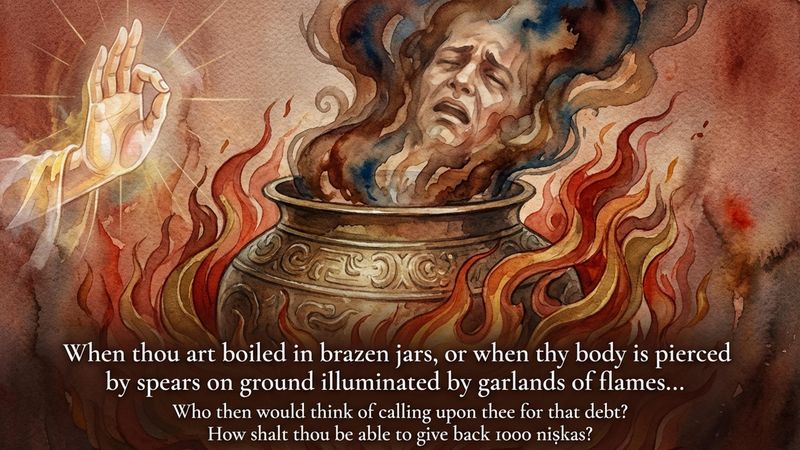 When thou art boiled in brazen jars, or when thy body is pierced
by spears on ground illuminated by garlands of flames...
Who then would think of calling upon thee for that debt?
How shalt thou be able to give back 1000 niṣkas?